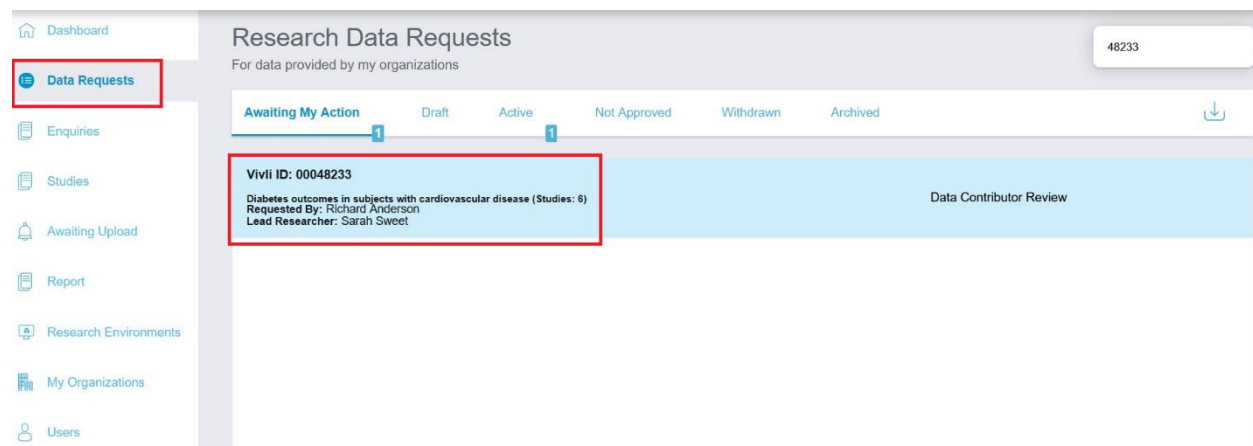 Dashboard
Data Requests
Enquiries
Studies
Awaiting Upload
Report
Research Environments
My Organizations
Users
Research Data Requests
For data provided by my organizations
48233
Awaiting My Action 1 Draft Active 1 Not Approved Withdrawn Archived
Vivli ID: 00048233
Diabetes outcomes in subjects with cardiovascular disease (Studies: 6)
Requested By: Richard Anderson
Lead Researcher: Sarah Sweet
Data Contributor Review